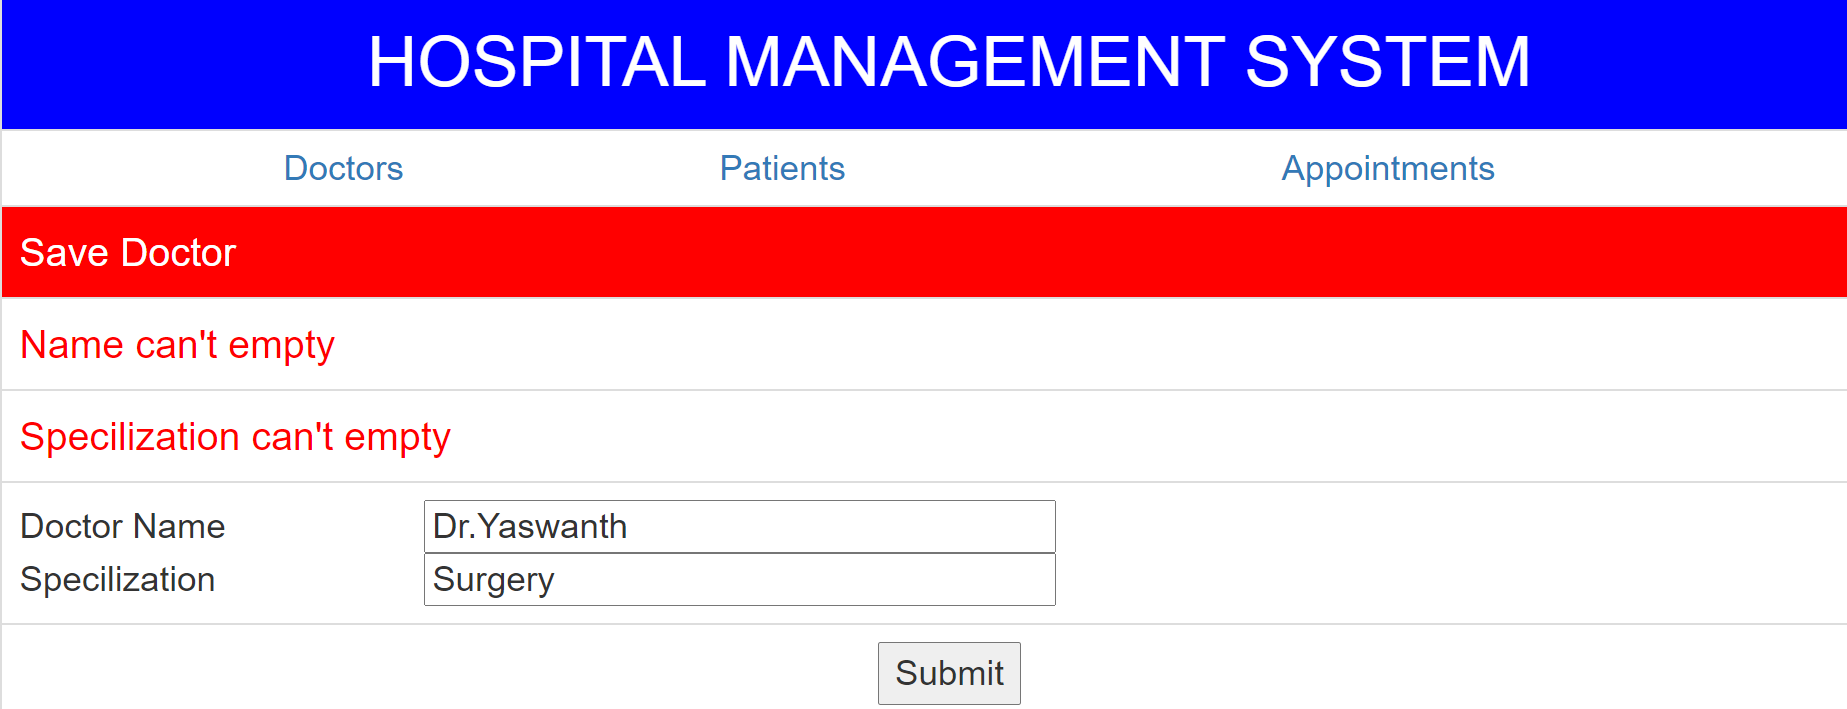 HOSPITAL MANAGEMENT SYSTEM
Doctors Patients Appointments
Save Doctor
Name can't empty
Specilization can't empty
Doctor Name Dr.Yaswanth
Specilization Surgery
Submit